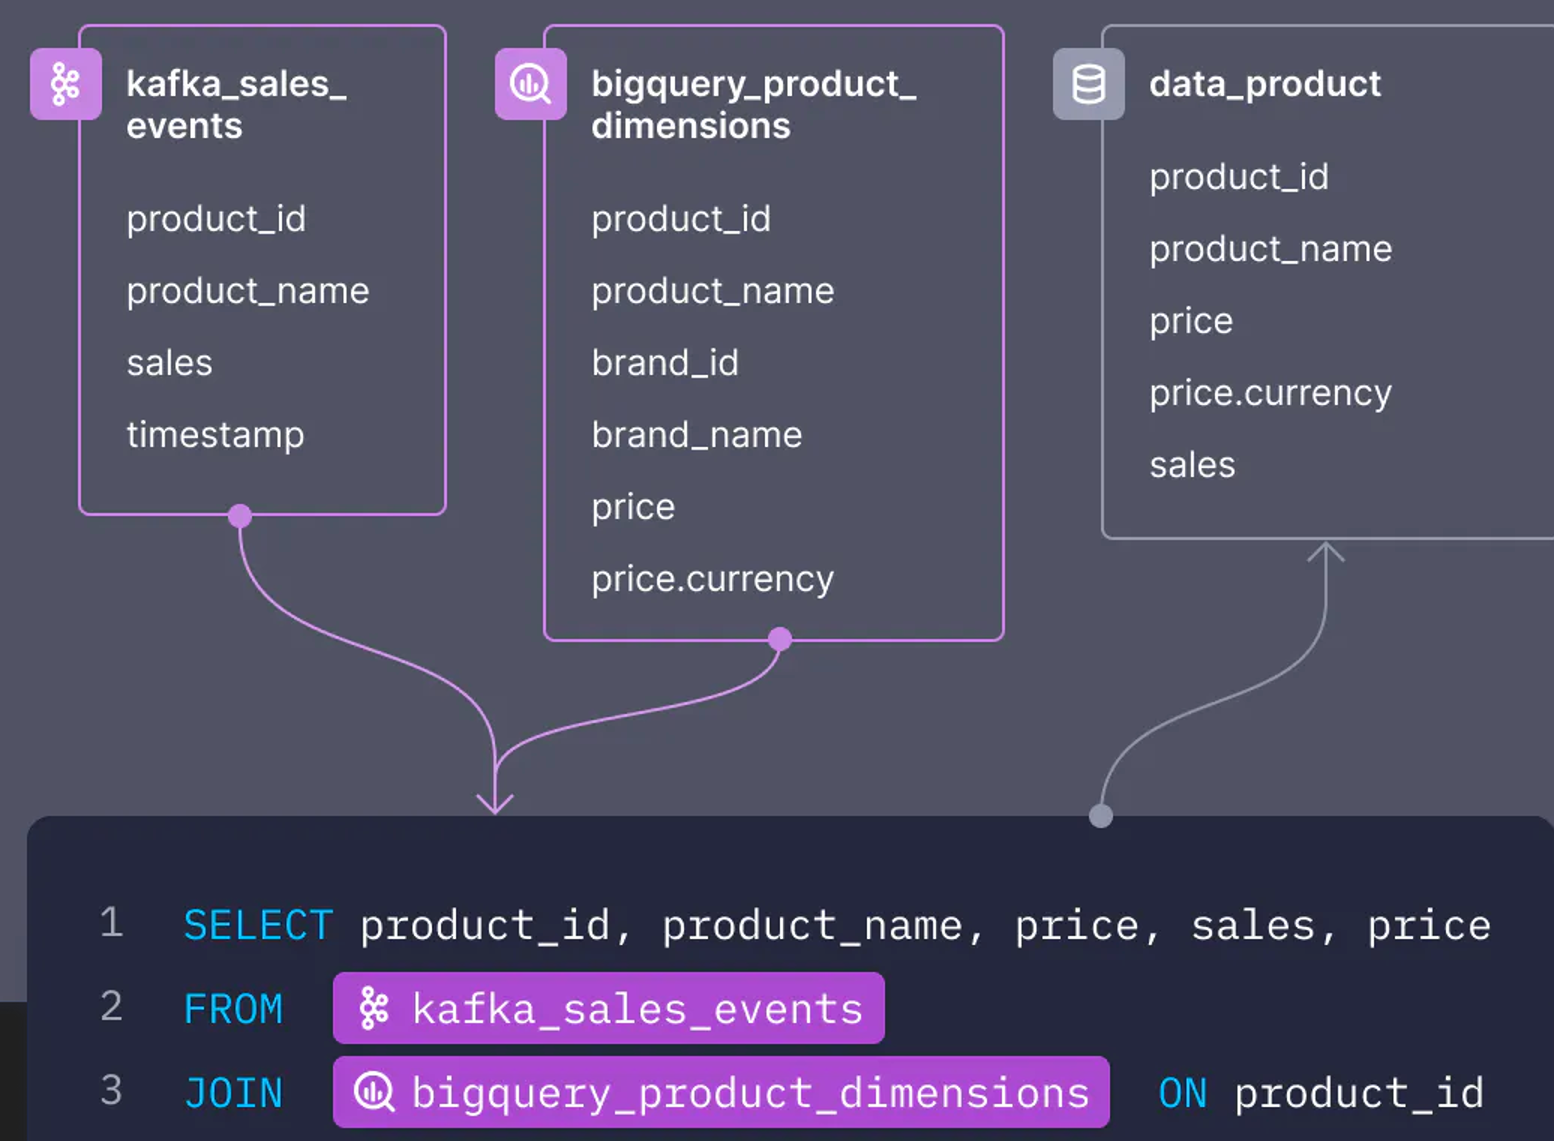 kafka_sales_
events
product_id
product_name
sales
timestamp
bigquery_product_
dimensions
product_id
product_name
brand_id
brand_name
price
price.currency
data_product
product_id
product_name
price
price.currency
sales
1 SELECT product_id, product_name, price, sales, price
2 FROM kafka_sales_events
3 JOIN bigquery_product_dimensions ON product_id